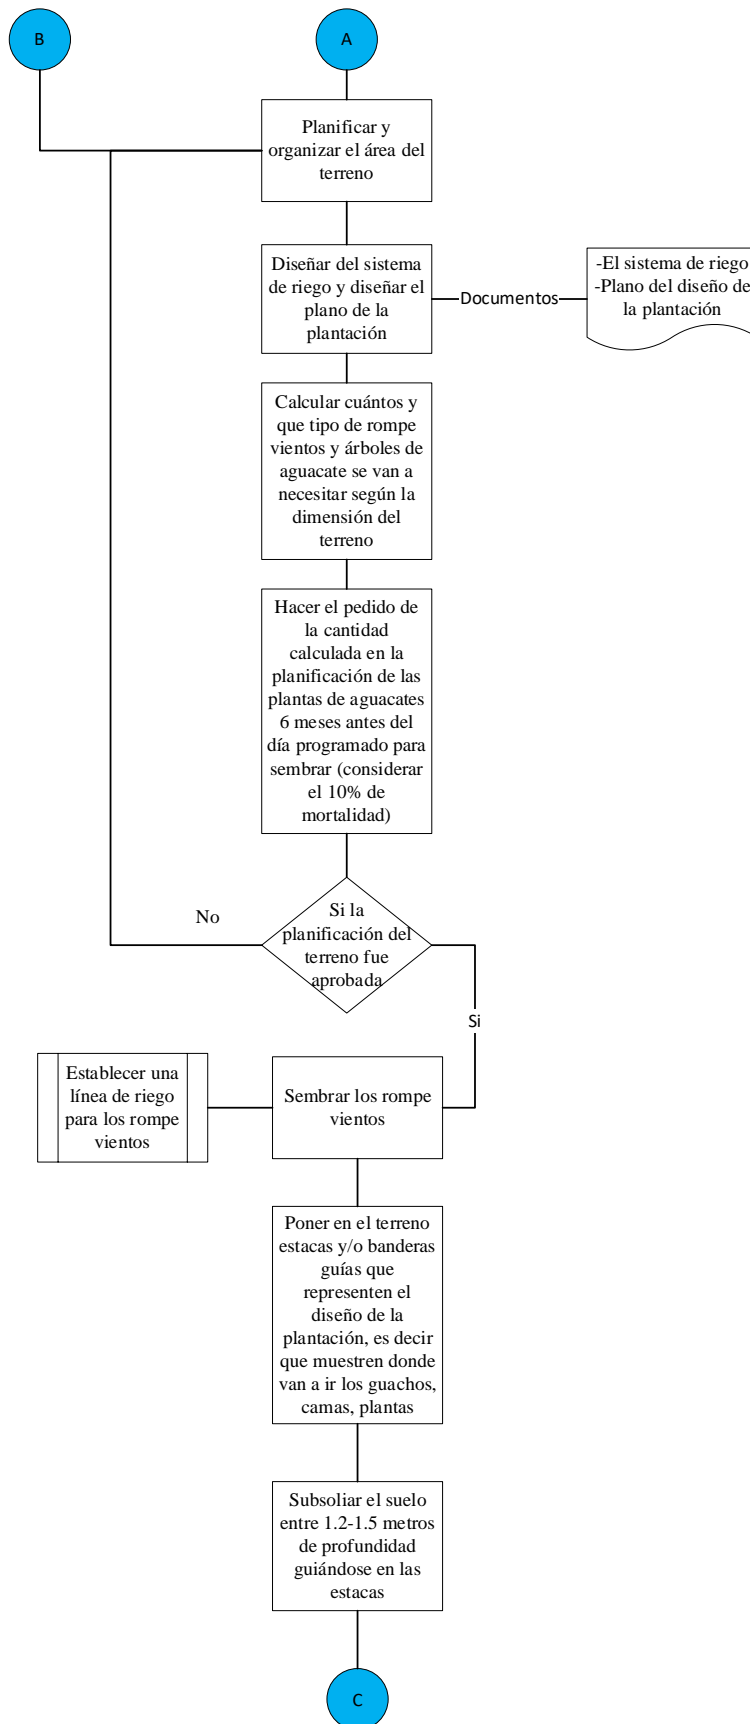 B
A
Planificar y
organizar el área del
terreno
Diseñar del sistema
de riego y diseñar el
plano de la
plantación
Documentos
-El sistema de riego
-Plano del diseño de
la plantación
Calcular cuántos y
que tipo de rompe
vientos y árboles de
aguacate se van a
necesitar según la
dimensión del
terreno
Hacer el pedido de
la cantidad
calculada en la
planificación de las
plantas de aguacates
6 meses antes del
día programado para
sembrar (considerar
el 10% de
mortalidad)
No
Si la
planificación del
terreno fue
aprobada
Si
Establecer una
línea de riego
para los rompe
vientos
Sembrar los rompe
vientos
Poner en el terreno
estacas y/o banderas
guías que
representen el
diseño de la
plantación, es decir
que muestren donde
van a ir los guachos,
camas, plantas
Subsoliar el suelo
entre 1.2-1.5 metros
de profundidad
guiándose en las
estacas
C